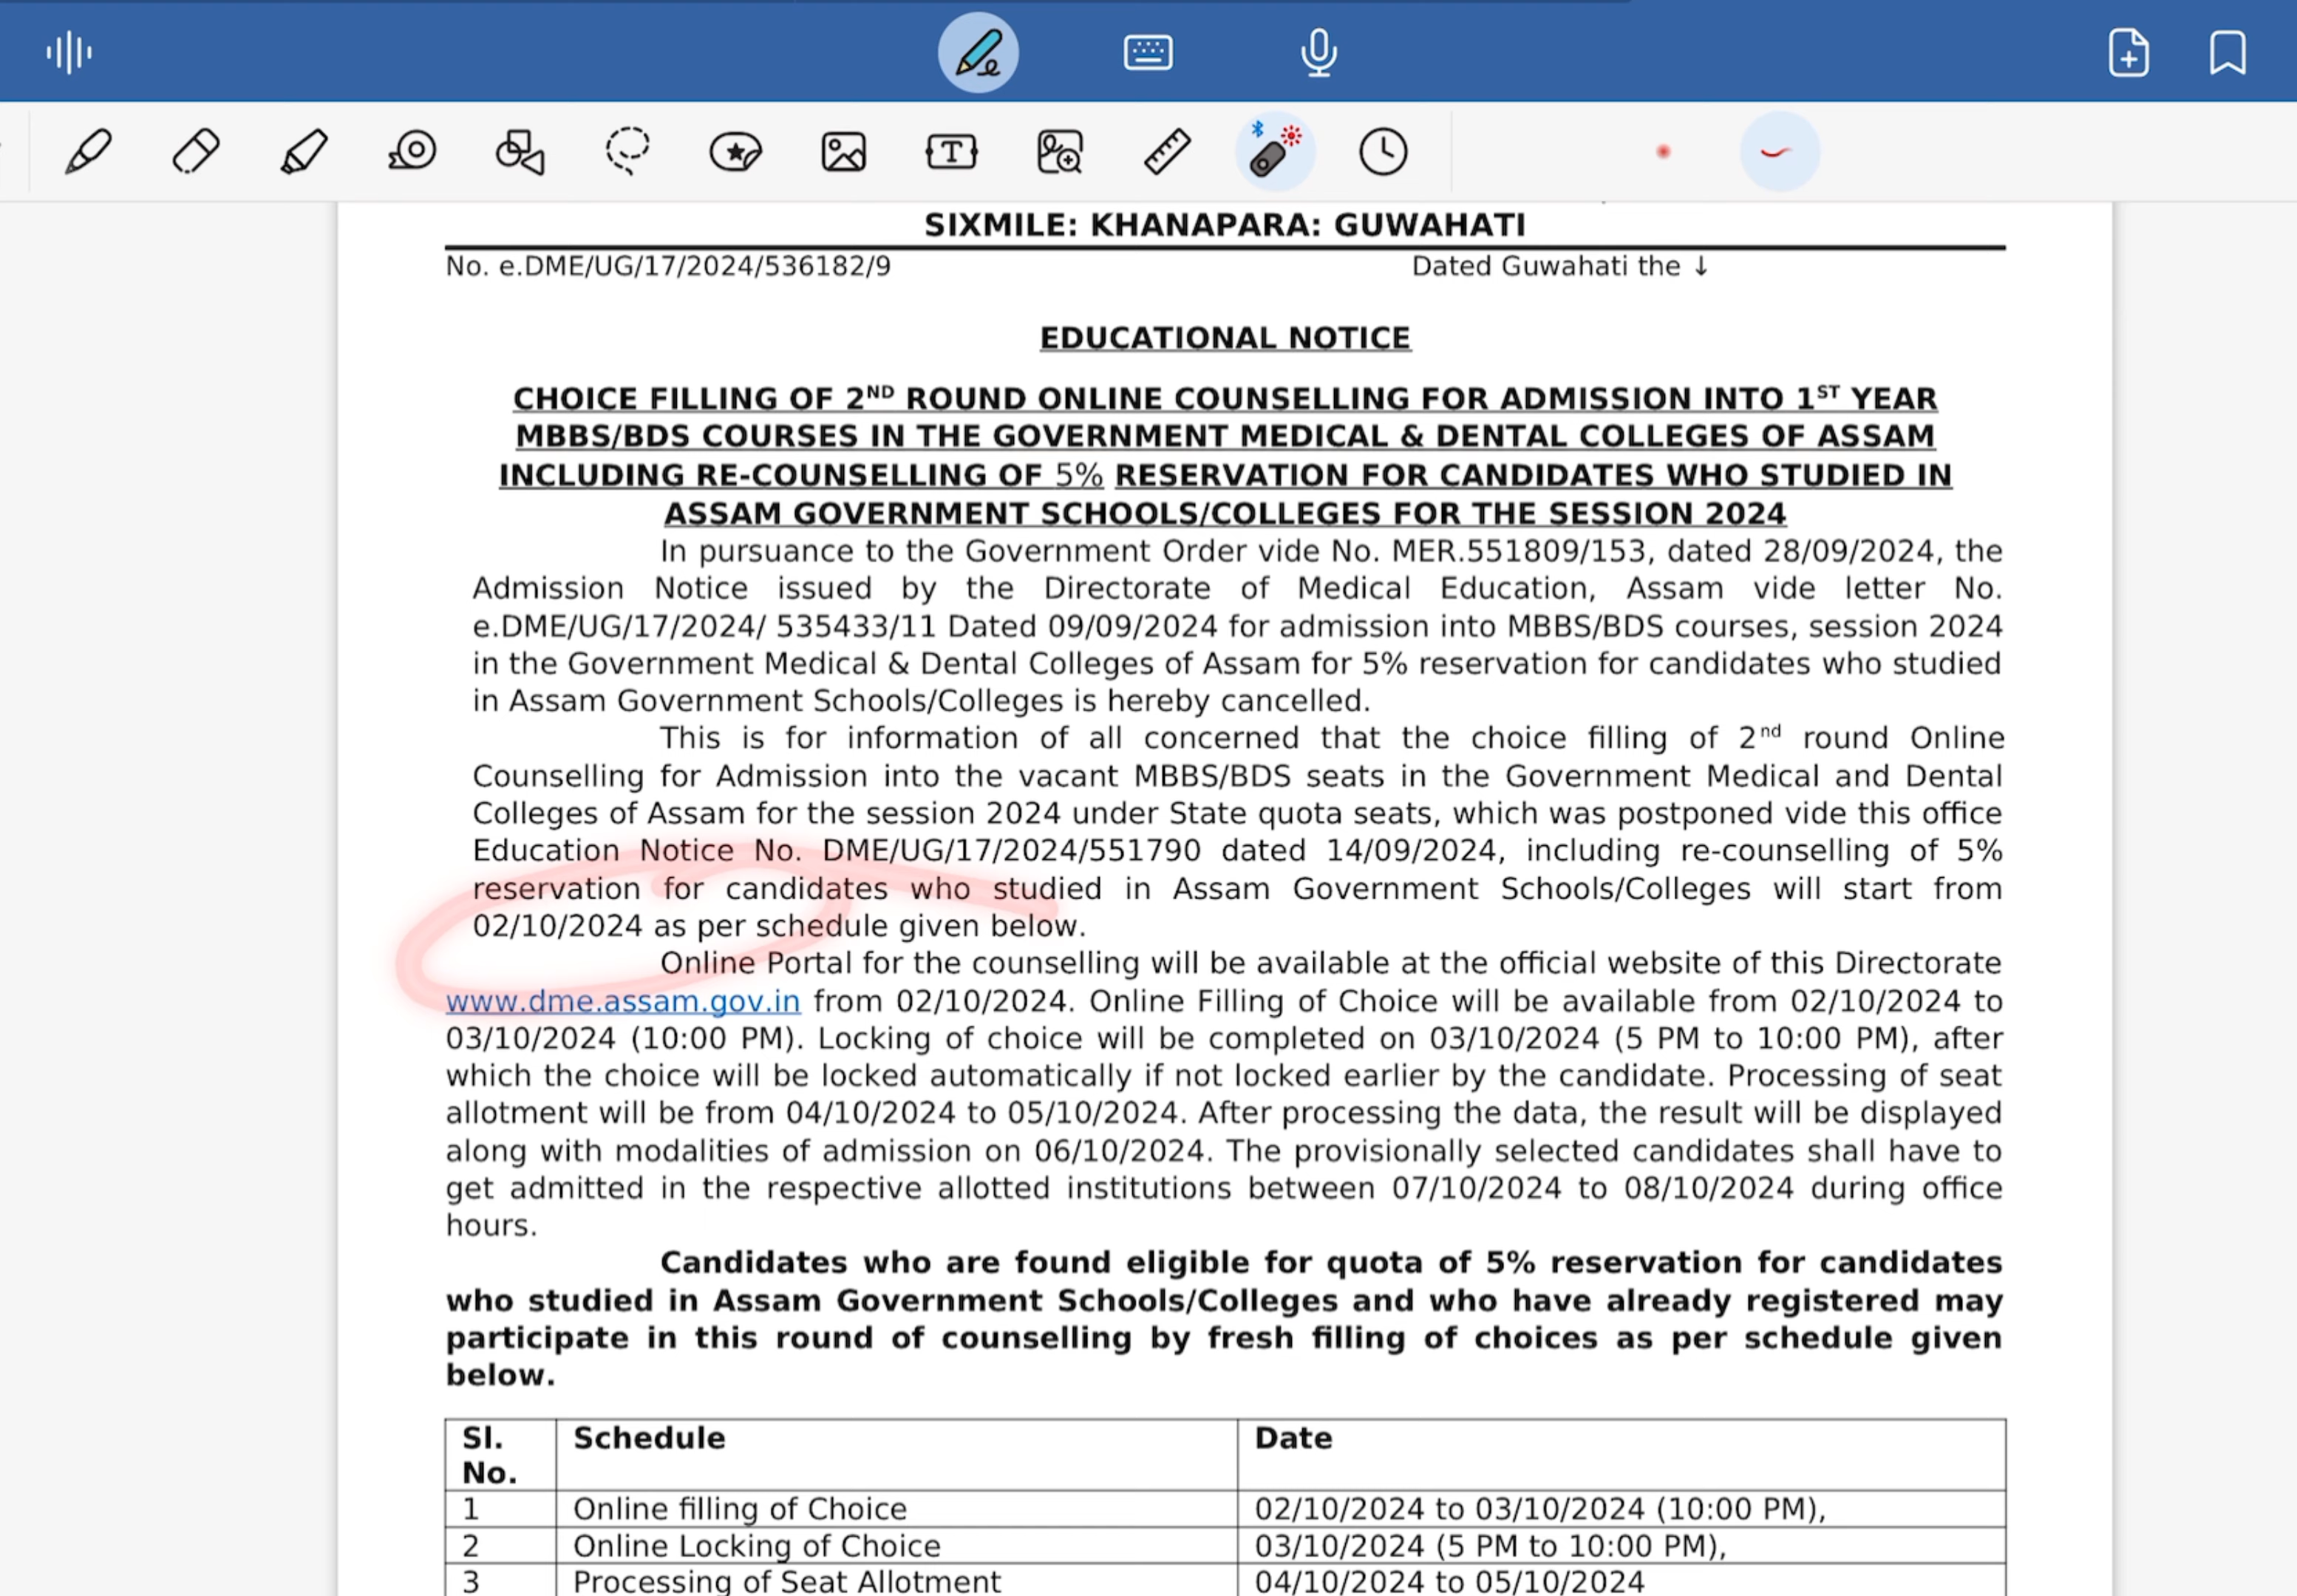 SIXMILE: KHANAPARA: GUWAHATI
No. e.DME/UG/17/2024/536182/9 Dated Guwahati the ↓
EDUCATIONAL NOTICE
CHOICE FILLING OF 2ND ROUND ONLINE COUNSELLING FOR ADMISSION INTO 1ST YEAR
MBBS/BDS COURSES IN THE GOVERNMENT MEDICAL & DENTAL COLLEGES OF ASSAM
INCLUDING RE-COUNSELLING OF 5% RESERVATION FOR CANDIDATES WHO STUDIED IN
ASSAM GOVERNMENT SCHOOLS/COLLEGES FOR THE SESSION 2024
In pursuance to the Government Order vide No. MER.551809/153, dated 28/09/2024, the
Admission Notice issued by the Directorate of Medical Education, Assam vide letter No.
e.DME/UG/17/2024/ 535433/11 Dated 09/09/2024 for admission into MBBS/BDS courses, session 2024
in the Government Medical & Dental Colleges of Assam for 5% reservation for candidates who studied
in Assam Government Schools/Colleges is hereby cancelled.
This is for information of all concerned that the choice filling of 2nd round Online
Counselling for Admission into the vacant MBBS/BDS seats in the Government Medical and Dental
Colleges of Assam for the session 2024 under State quota seats, which was postponed vide this office
Education Notice No. DME/UG/17/2024/551790 dated 14/09/2024, including re-counselling of 5%
reservation for candidates who studied in Assam Government Schools/Colleges will start from
02/10/2024 as per schedule given below.
Online Portal for the counselling will be available at the official website of this Directorate
www.dme.assam.gov.in from 02/10/2024. Online Filling of Choice will be available from 02/10/2024 to
03/10/2024 (10:00 PM). Locking of choice will be completed on 03/10/2024 (5 PM to 10:00 PM), after
which the choice will be locked automatically if not locked earlier by the candidate. Processing of seat
allotment will be from 04/10/2024 to 05/10/2024. After processing the data, the result will be displayed
along with modalities of admission on 06/10/2024. The provisionally selected candidates shall have to
get admitted in the respective allotted institutions between 07/10/2024 to 08/10/2024 during office
hours.
Candidates who are found eligible for quota of 5% reservation for candidates
who studied in Assam Government Schools/Colleges and who have already registered may
participate in this round of counselling by fresh filling of choices as per schedule given
below.
Sl. Schedule Date
No.
1 Online filling of Choice 02/10/2024 to 03/10/2024 (10:00 PM),
2 Online Locking of Choice 03/10/2024 (5 PM to 10:00 PM),
3 Processing of Seat Allotment 04/10/2024 to 05/10/2024